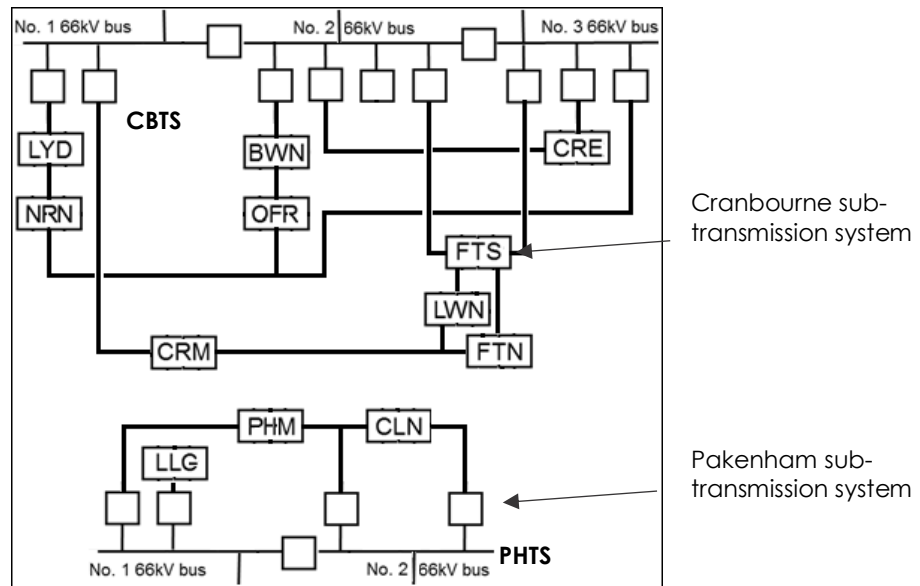 No. 1 66kV bus
No. 2 66kV bus
No. 3 66kV bus
CBTS
LYD
BWN
CRE
NRN
OFR
Cranbourne sub-
transmission system
FTS
LWN
CRM
FTN
PHM
CLN
LLG
Pakenham sub-
transmission system
PHTS
No. 1 66kV bus
No. 2 66kV bus